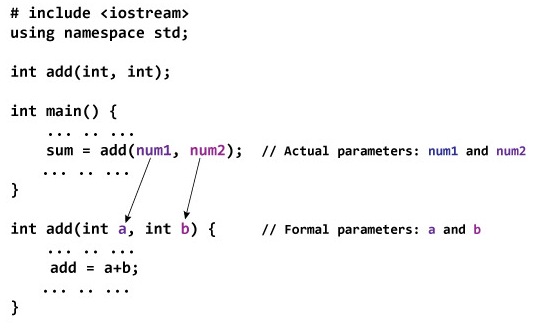 # include <iostream>
using namespace std;
int add(int, int);
int main() {
... .. ...
sum = add(num1, num2); // Actual parameters: num1 and num2
... .. ...
}
int add(int a, int b) { // Formal parameters: a and b
... .. ...
add = a+b;
... .. ...
}